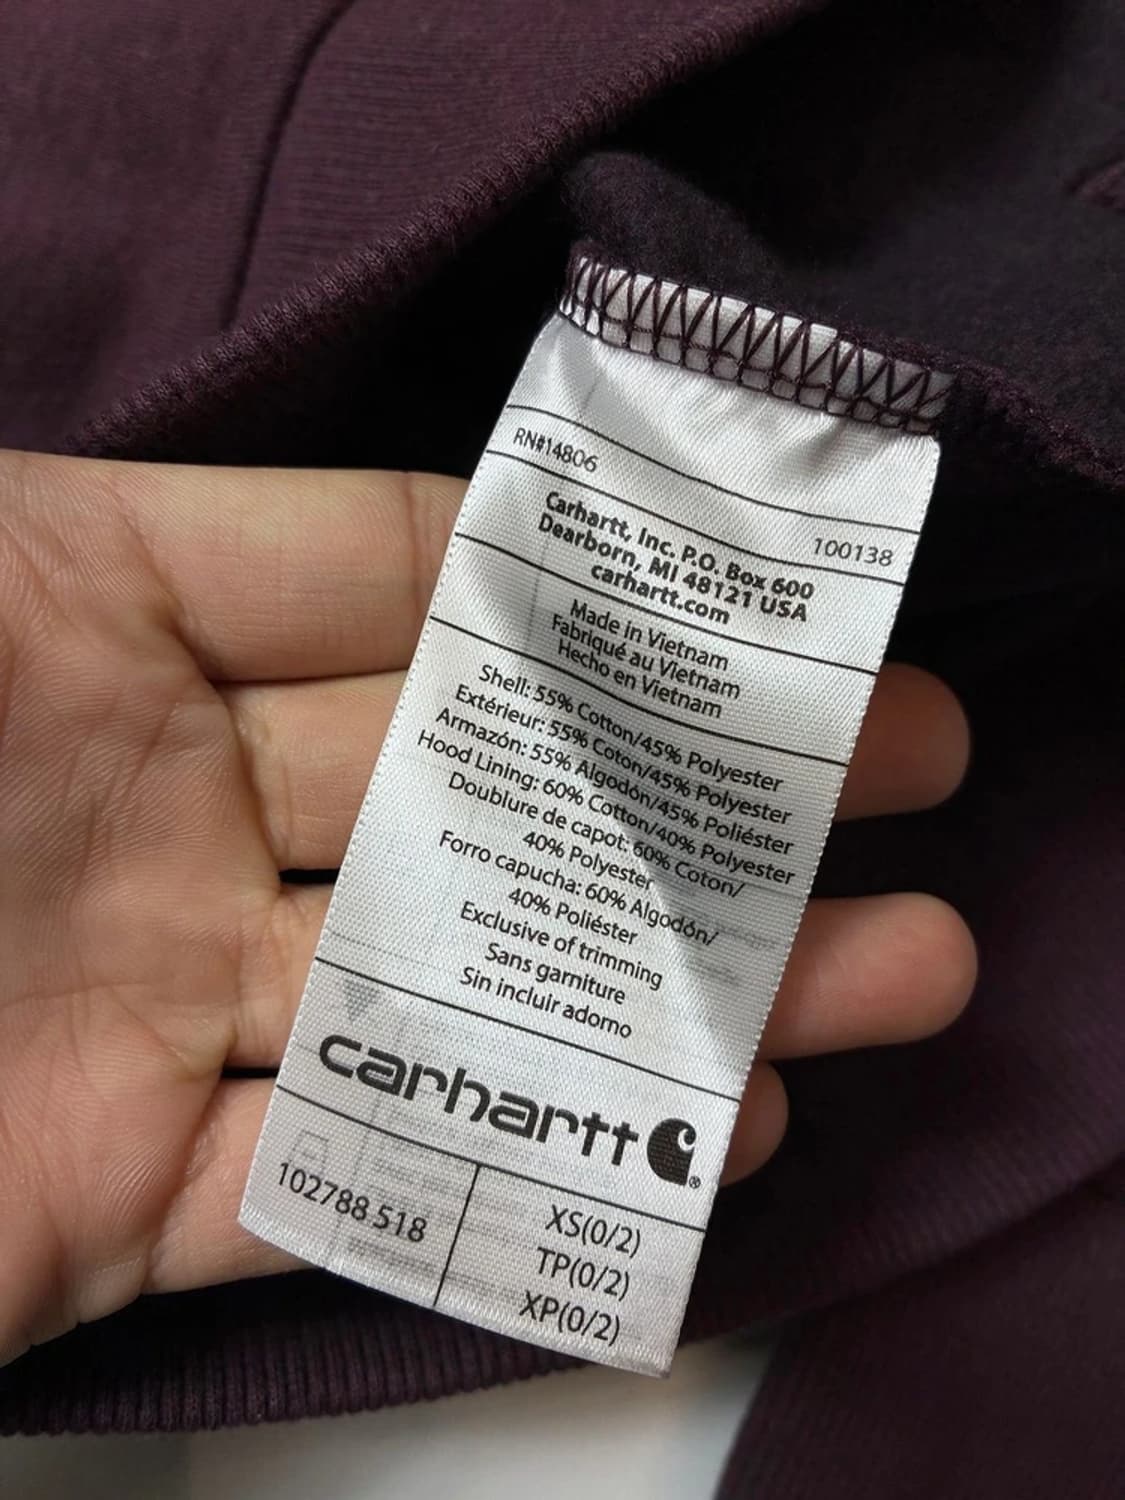 RN#14806
100138
Carhartt, Inc. P.O. Box 600
Dearborn, MI 48121 USA
carhartt.com
Made in Vietnam
Fabriqué au Vietnam
Hecho en Vietnam
Shell: 55% Cotton/45% Polyester
Extérieur: 55% Coton/45% Polyester
Armazón: 55% Algodón/45% Poliéster
Hood Lining: 60% Cotton/40% Polyester
Doublure de capot: 60% Coton/
40% Polyester
Forro capucha: 60% Algodón/
40% Poliéster
Exclusive of trimming
Sans garniture
Sin incluir adorno
carhartt ®
102788 518
XS(0/2)
TP(0/2)
XP(0/2)